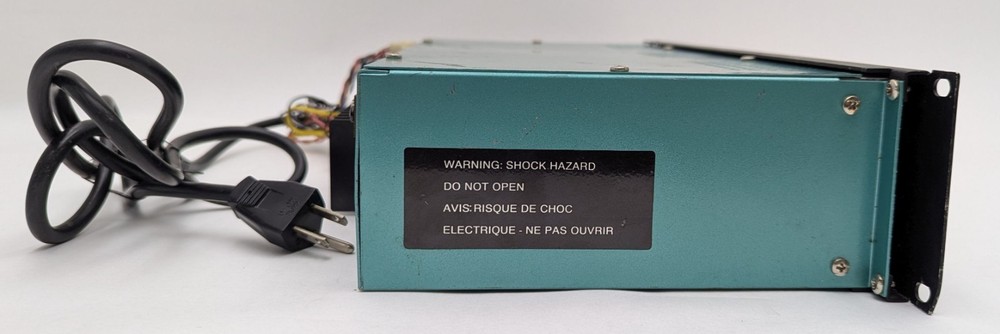 WARNING: SHOCK HAZARD
DO NOT OPEN
AVIS:RISQUE DE CHOC
ELECTRIQUE - NE PAS OUVRIR